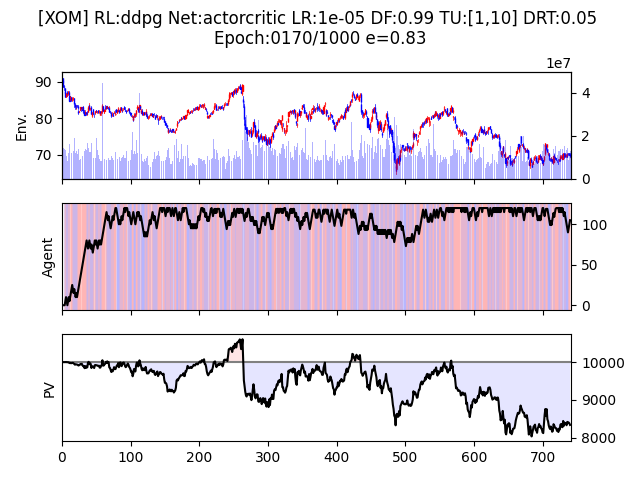 [XOM] RL:ddpg Net:actorcritic LR:1e-05 DF:0.99 TU:[1,10] DRT:0.05
Epoch:0170/1000 e=0.83
1e7
90
80
70
Env.
4
2
0
Agent
100
50
0
PV
10000
9000
8000
0 100 200 300 400 500 600 700